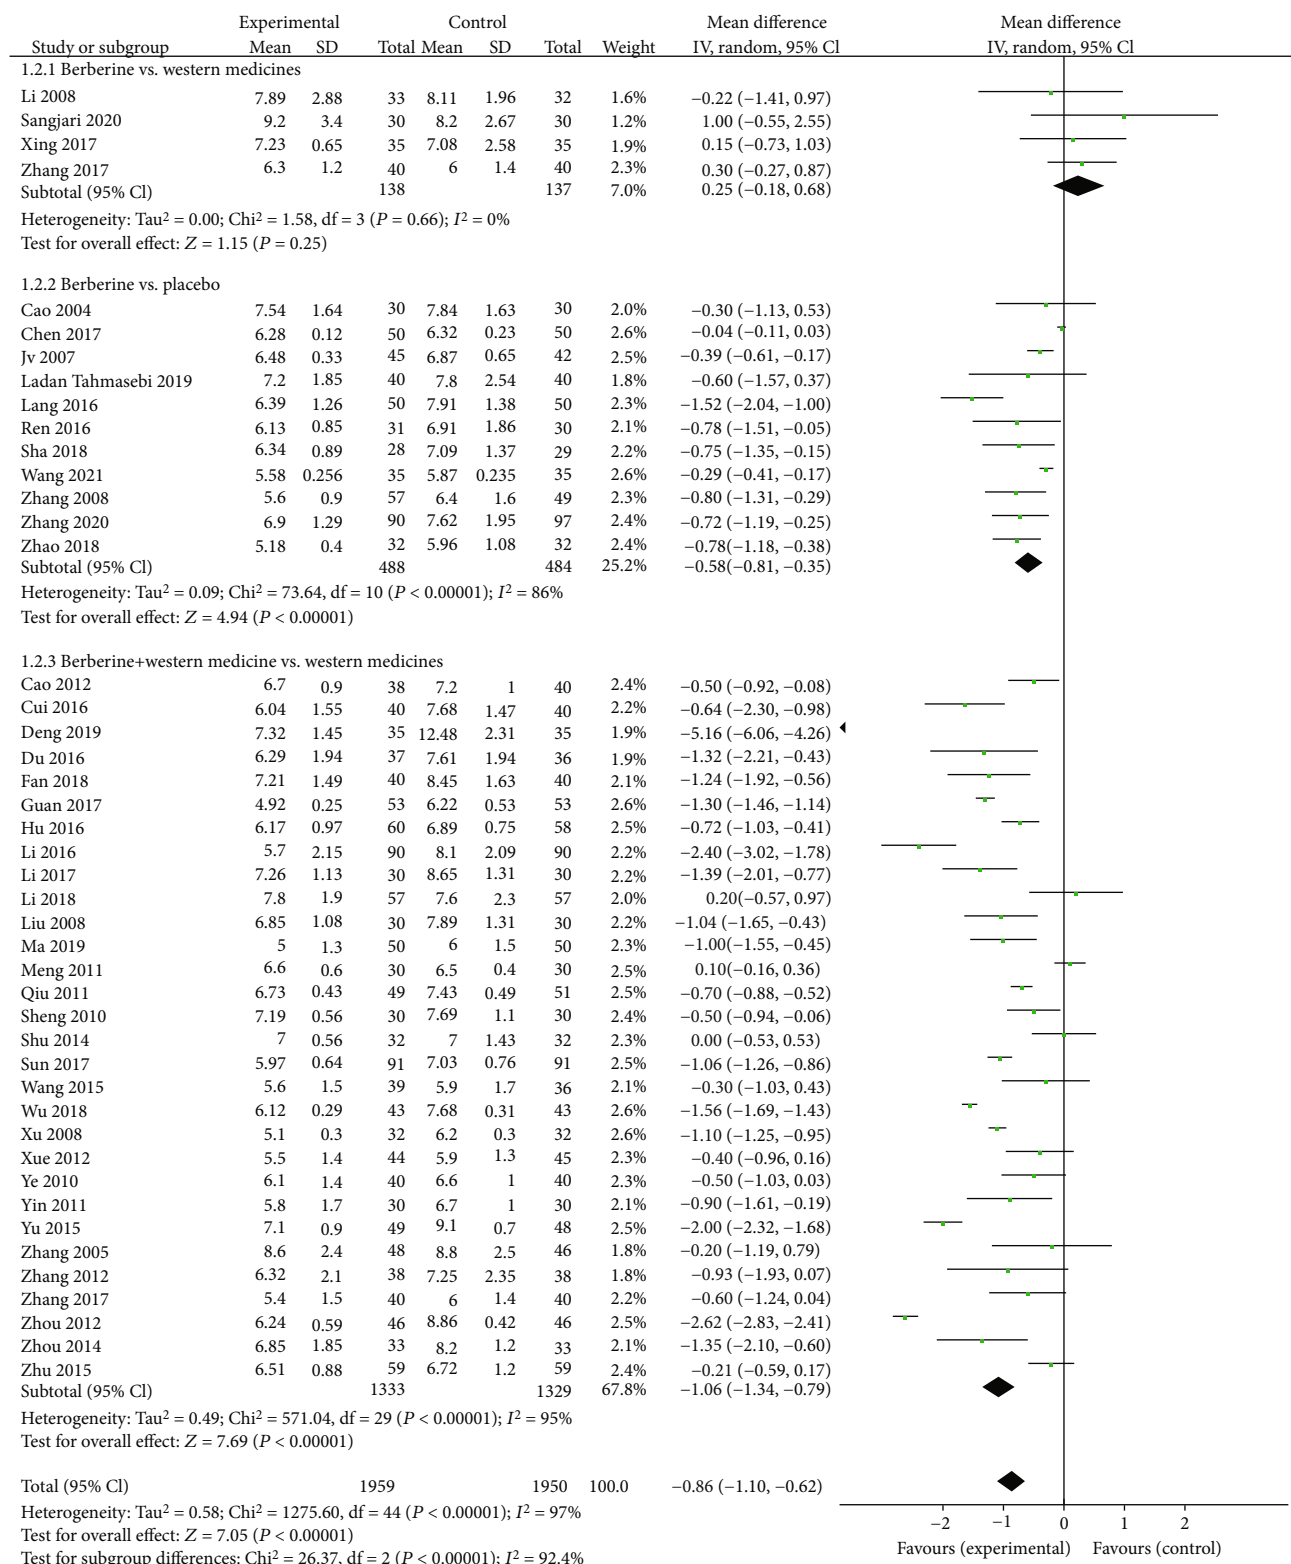 Experimental Control Mean difference Mean difference
Study or subgroup Mean SD Total Mean SD Total Weight IV, random, 95% CI IV, random, 95% CI
1.2.1 Berberine vs. western medicines
Li 2008 7.89 2.88 33 8.11 1.96 32 1.6% −0.22 (−1.41, 0.97)
Sangjari 2020 9.2 3.4 30 8.2 2.67 30 1.2% 1.00 (−0.55, 2.55)
Xing 2017 7.23 0.65 35 7.08 2.58 35 1.9% 0.15 (−0.73, 1.03)
Zhang 2017 6.3 1.2 40 6 1.4 40 2.3% 0.30 (−0.27, 0.87)
Subtotal (95% CI) 138 137 7.0% 0.25 (−0.18, 0.68)
Heterogeneity: Tau² = 0.00; Chi² = 1.58, df = 3 (P = 0.66); I² = 0%
Test for overall effect: Z = 1.15 (P = 0.25)
1.2.2 Berberine vs. placebo
Cao 2004 7.54 1.64 30 7.84 1.63 30 2.0% −0.30 (−1.13, 0.53)
Chen 2017 6.28 0.12 50 6.32 0.23 50 2.6% −0.04 (−0.11, 0.03)
Jv 2007 6.48 0.33 45 6.87 0.65 42 2.5% −0.39 (−0.61, −0.17)
Ladan Tahmasebi 2019 7.2 1.85 40 7.8 2.54 40 1.8% −0.60 (−1.57, 0.37)
Lang 2016 6.39 1.26 50 7.91 1.38 50 2.3% −1.52 (−2.04, −1.00)
Ren 2016 6.13 0.85 31 6.91 1.86 30 2.1% −0.78 (−1.51, −0.05)
Sha 2018 6.34 0.89 28 7.09 1.37 29 2.2% −0.75 (−1.35, −0.15)
Wang 2021 5.58 0.256 35 5.87 0.235 35 2.6% −0.29 (−0.41, −0.17)
Zhang 2008 5.6 0.9 57 6.4 1.6 49 2.3% −0.80 (−1.31, −0.29)
Zhang 2020 6.9 1.29 90 7.62 1.95 97 2.4% −0.72 (−1.19, −0.25)
Zhao 2018 5.18 0.4 32 5.96 1.08 32 2.4% −0.78(−1.18, −0.38)
Subtotal (95% CI) 488 484 25.2% −0.58(−0.81, −0.35)
Heterogeneity: Tau² = 0.09; Chi² = 73.64, df = 10 (P < 0.00001); I² = 86%
Test for overall effect: Z = 4.94 (P < 0.00001)
1.2.3 Berberine+western medicine vs. western medicines
Cao 2012 6.7 0.9 38 7.2 1 40 2.4% −0.50 (−0.92, −0.08)
Cui 2016 6.04 1.55 40 7.68 1.47 40 2.2% −0.64 (−2.30, −0.98)
Deng 2019 7.32 1.45 35 12.48 2.31 35 1.9% −5.16 (−6.06, −4.26)
Du 2016 6.29 1.94 37 7.61 1.94 36 1.9% −1.32 (−2.21, −0.43)
Fan 2018 7.21 1.49 40 8.45 1.63 40 2.1% −1.24 (−1.92, −0.56)
Guan 2017 4.92 0.25 53 6.22 0.53 53 2.6% −1.30 (−1.46, −1.14)
Hu 2016 6.17 0.97 60 6.89 0.75 58 2.5% −0.72 (−1.03, −0.41)
Li 2016 5.7 2.15 90 8.1 2.09 90 2.2% −2.40 (−3.02, −1.78)
Li 2017 7.26 1.13 30 8.65 1.31 30 2.2% −1.39 (−2.01, −0.77)
Li 2018 7.8 1.9 57 7.6 2.3 57 2.0% 0.20(−0.57, 0.97)
Liu 2008 6.85 1.08 30 7.89 1.31 30 2.2% −1.04 (−1.65, −0.43)
Ma 2019 5 1.3 50 6 1.5 50 2.3% −1.00(−1.55, −0.45)
Meng 2011 6.6 0.6 30 6.5 0.4 30 2.5% 0.10(−0.16, 0.36)
Qiu 2011 6.73 0.43 49 7.43 0.49 51 2.5% −0.70 (−0.88, −0.52)
Sheng 2010 7.19 0.56 30 7.69 1.1 30 2.4% −0.50 (−0.94, −0.06)
Shu 2014 7 0.56 32 7 1.43 32 2.3% 0.00 (−0.53, 0.53)
Sun 2017 5.97 0.64 91 7.03 0.76 91 2.5% −1.06 (−1.26, −0.86)
Wang 2015 5.6 1.5 39 5.9 1.7 36 2.1% −0.30 (−1.03, 0.43)
Wu 2018 6.12 0.29 43 7.68 0.31 43 2.6% −1.56 (−1.69, −1.43)
Xu 2008 5.1 0.3 32 6.2 0.3 32 2.6% −1.10 (−1.25, −0.95)
Xue 2012 5.5 1.4 44 5.9 1.3 45 2.3% −0.40 (−0.96, 0.16)
Ye 2010 6.1 1.4 40 6.6 1 40 2.3% −0.50 (−1.03, 0.03)
Yin 2011 5.8 1.7 30 6.7 1 30 2.1% −0.90 (−1.61, −0.19)
Yu 2015 7.1 0.9 49 9.1 0.7 48 2.5% −2.00 (−2.32, −1.68)
Zhang 2005 8.6 2.4 48 8.8 2.5 46 1.8% −0.20 (−1.19, 0.79)
Zhang 2012 6.32 2.1 38 7.25 2.35 38 1.8% −0.93 (−1.93, 0.07)
Zhang 2017 5.4 1.5 40 6 1.4 40 2.2% −0.60 (−1.24, 0.04)
Zhou 2012 6.24 0.59 46 8.86 0.42 46 2.5% −2.62 (−2.83, −2.41)
Zhou 2014 6.85 1.85 33 8.2 1.2 33 2.1% −1.35 (−2.10, −0.60)
Zhu 2015 6.51 0.88 59 6.72 1.2 59 2.4% −0.21 (−0.59, 0.17)
Subtotal (95% CI) 1333 1329 67.8% −1.06 (−1.34, −0.79)
Heterogeneity: Tau² = 0.49; Chi² = 571.04, df = 29 (P < 0.00001); I² = 95%
Test for overall effect: Z = 7.69 (P < 0.00001)
Total (95% CI) 1959 1950 100.0 −0.86 (−1.10, −0.62)
Heterogeneity: Tau² = 0.58; Chi² = 1275.60, df = 44 (P < 0.00001); I² = 97%
Test for overall effect: Z = 7.05 (P < 0.00001)
Test for subgroup differences: Chi² = 26.37, df = 2 (P < 0.00001); I² = 92.4%
−2 −1 0 1 2
Favours (experimental) Favours (control)